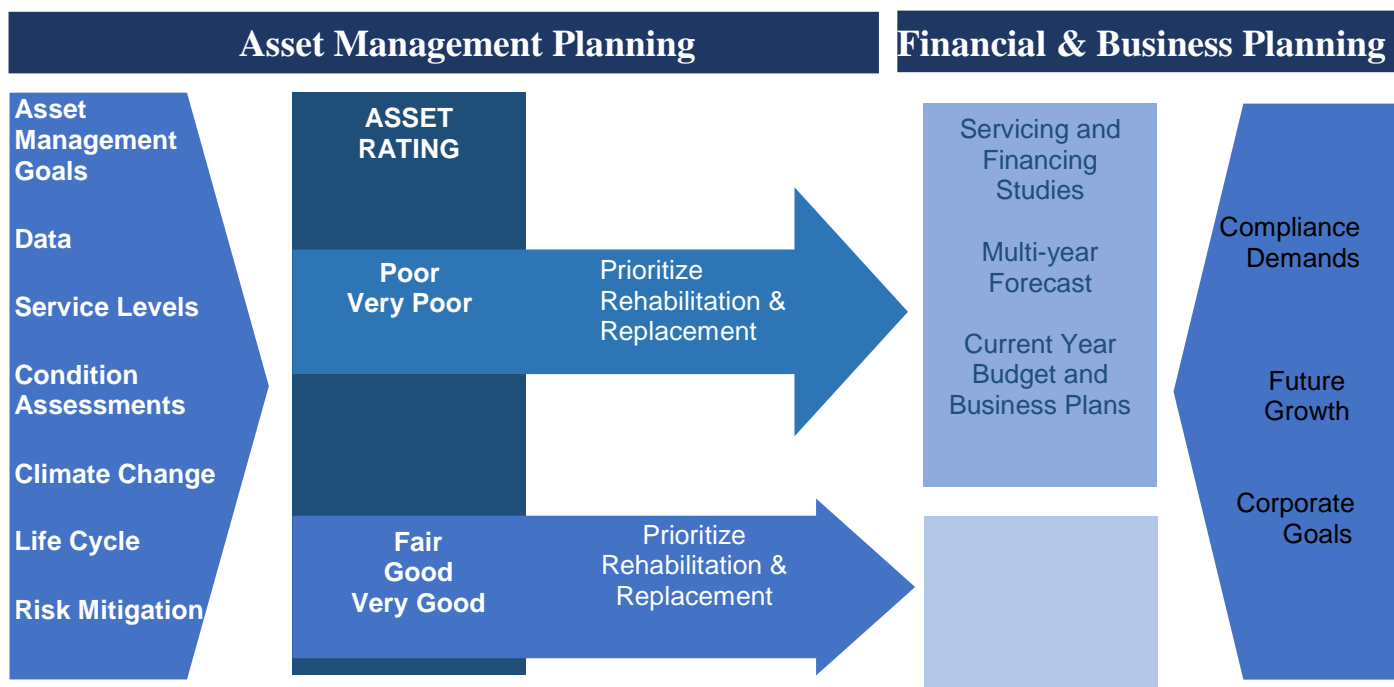 Asset Management Planning
Financial & Business Planning
Asset
Management
Goals
Data
Service Levels
Condition
Assessments
Climate Change
Life Cycle
Risk Mitigation
ASSET
RATING
Poor
Very Poor
Prioritize
Rehabilitation &
Replacement
Fair
Good
Very Good
Prioritize
Rehabilitation &
Replacement
Servicing and
Financing
Studies
Multi-year
Forecast
Current Year
Budget and
Business Plans
Compliance
Demands
Future
Growth
Corporate
Goals